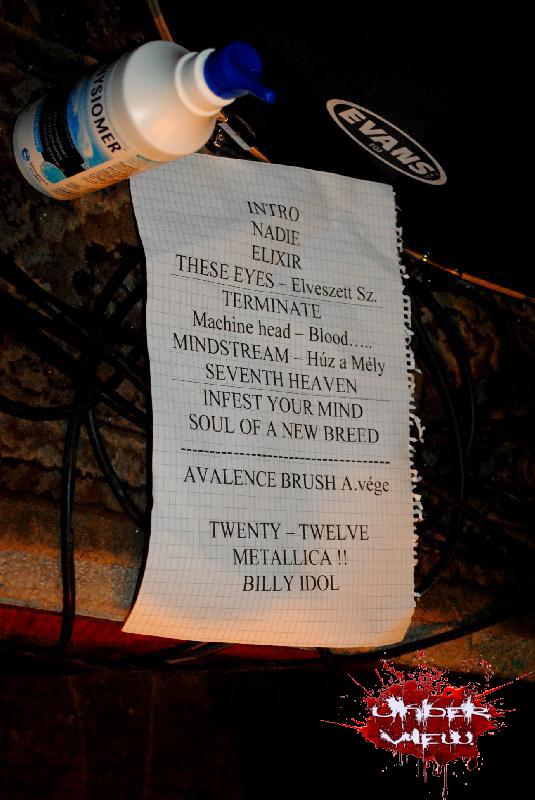 PHYSIOMER
EVANS
INTRO
NADIE
ELIXIR
THESE EYES – Elveszett Sz.
TERMINATE
Machine head – Blood…..
MINDSTREAM – Húz a Mély
SEVENTH HEAVEN
INFEST YOUR MIND
SOUL OF A NEW BREED
AVALENCE BRUSH A.vége
TWENTY – TWELVE
METALLICA !!
BILLY IDOL
UNDER
VIEW